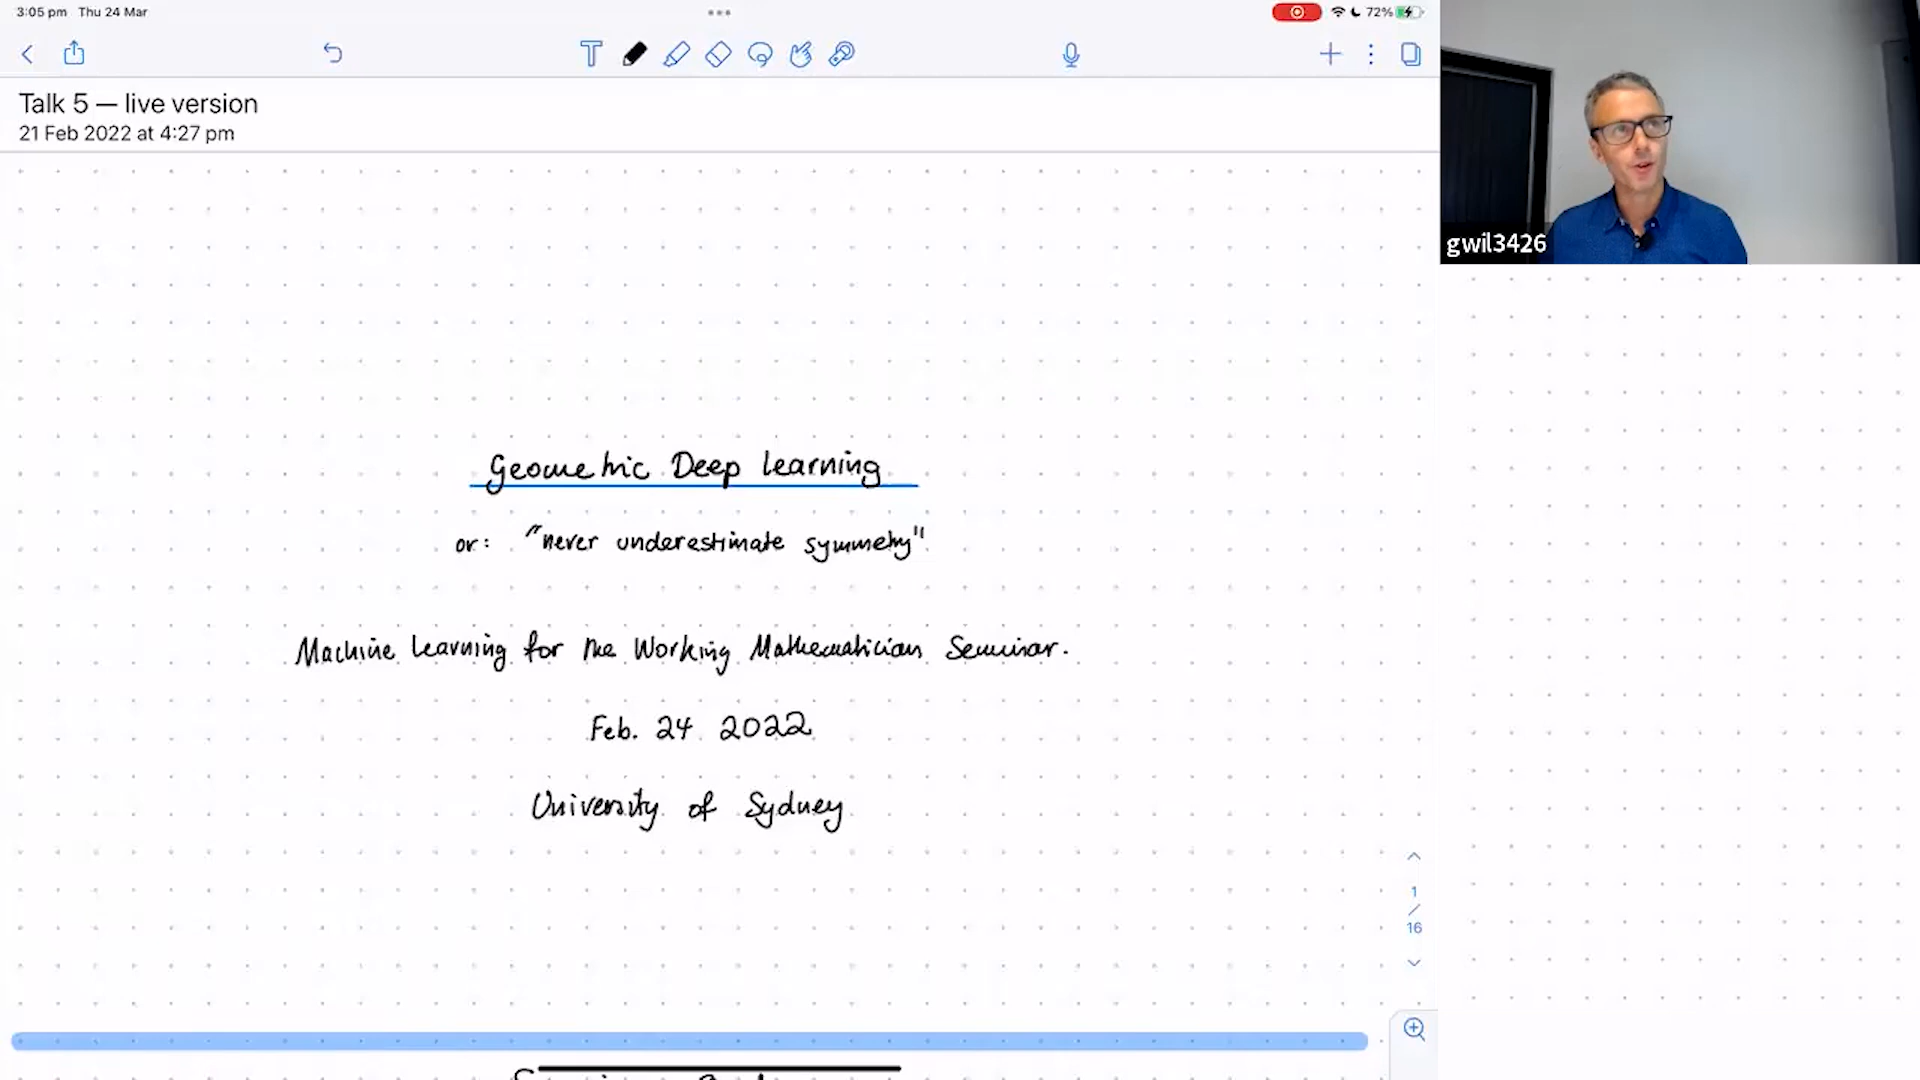 3:05 pm Thu 24 Mar
72%
Talk 5 — live version
21 Feb 2022 at 4:27 pm
gwil3426
Geometric Deep Learning
or: "never underestimate symmetry"
Machine Learning for the Working Mathematician Seminar.
Feb. 24 2022
University of Sydney
1
/
16